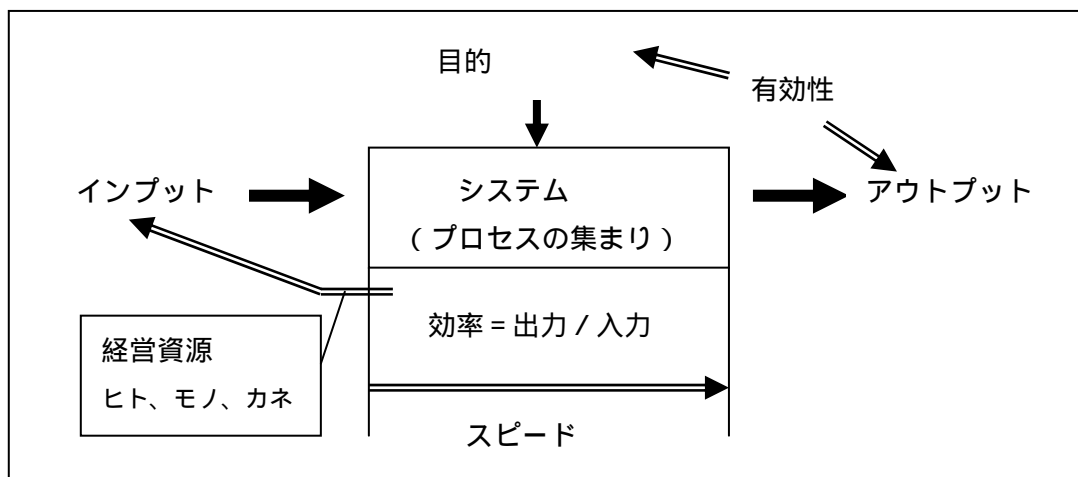 目的
有効性
インプット
システム
アウトプット
(プロセスの集まり)
効率=出力/入力
経営資源
ヒト、モノ、カネ
スピード